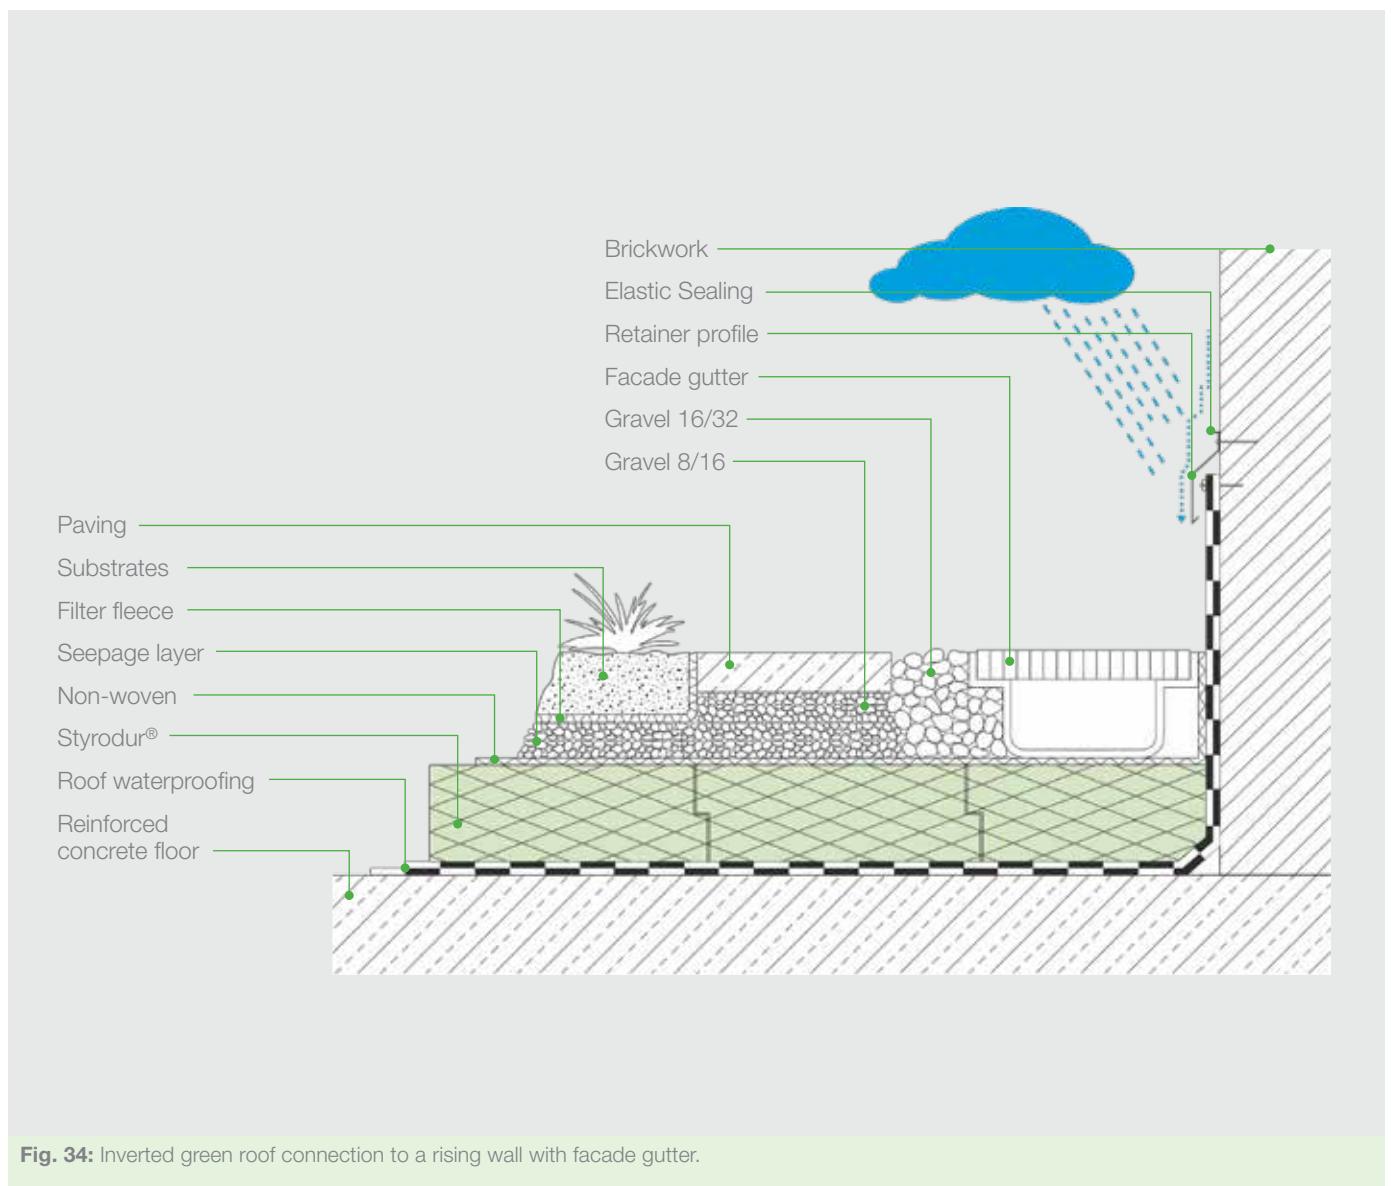 Brickwork
Elastic Sealing
Retainer profile
Facade gutter
Gravel 16/32
Gravel 8/16
Paving
Substrates
Filter fleece
Seepage layer
Non-woven
Styrodur®
Roof waterproofing
Reinforced
concrete floor
Fig. 34: Inverted green roof connection to a rising wall with facade gutter.